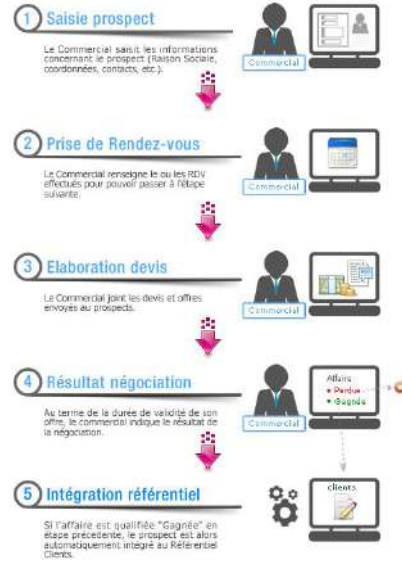 1 Saisie prospect
Le Commercial saisit les informations
concernant le prospect (Raison Sociale,
coordonnées, contacts, etc.).
Commercial
2 Prise de Rendez-vous
Le Commercial renseigne le ou les RDV
effectués pour pouvoir passer à l'étape
suivante.
Commercial
3 Elaboration devis
Le Commercial joint les devis et offres
envoyés au prospects.
Commercial
4 Résultat négociation
Au terme de la durée de validité de son
offre, le commercial indique le résultat de
la négociation.
Commercial
Affaire
• Perdue
• Gagnée
5 Intégration référentiel
Si l'affaire est qualifiée "Gagnée" en
étape précedente, le prospect est alors
automatiquement intégré au Référentiel
Clients.
clients